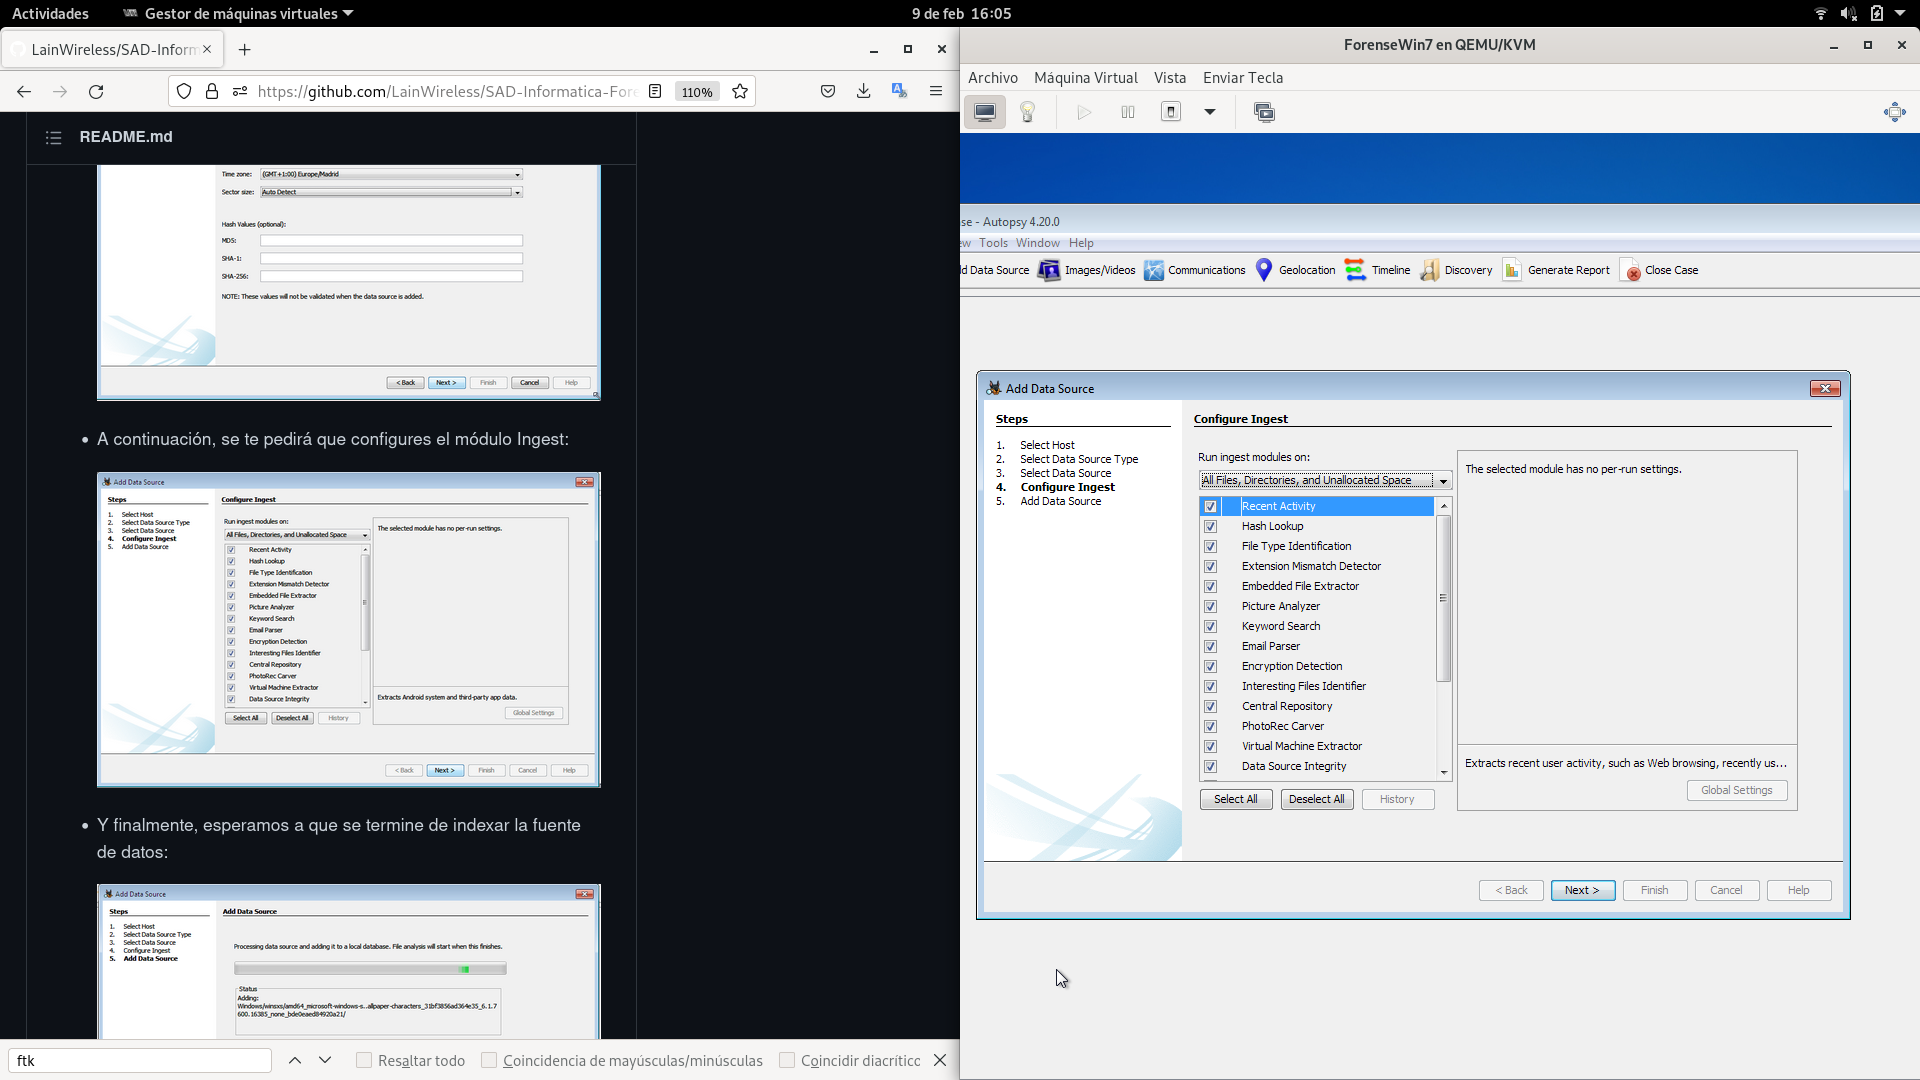 Actividades
Gestor de máquinas virtuales
9 de feb 16:05
LainWireless/SAD-Inform
https://github.com/LainWireless/SAD-Informatica-Fore
110%
README.md
Time zone: (GMT+1:00) Europe/Madrid
Sector size: Auto Detect
Hash Values (optional):
MD5:
SHA-1:
SHA-256:
NOTE: These values will not be validated when the data source is added.
< Back Next > Finish Cancel Help
• A continuación, se te pedirá que configures el módulo Ingest:
Add Data Source
Steps
1. Select Host
2. Select Data Source Type
3. Select Data Source
4. Configure Ingest
5. Add Data Source
Configure Ingest
Run ingest modules on:
All Files, Directories, and Unallocated Space
Recent Activity
Hash Lookup
File Type Identification
Extension Mismatch Detector
Embedded File Extractor
Picture Analyzer
Keyword Search
Email Parser
Encryption Detection
Interesting Files Identifier
Central Repository
PhotoRec Carver
Virtual Machine Extractor
Data Source Integrity
Select All Deselect All History
The selected module has no per-run settings.
Extracts Android system and third-party app data.
Global Settings
< Back Next > Finish Cancel Help
• Y finalmente, esperamos a que se termine de indexar la fuente
de datos:
Add Data Source
Steps
1. Select Host
2. Select Data Source Type
3. Select Data Source
4. Configure Ingest
5. Add Data Source
Add Data Source
Processing data source and adding it to a local database. File analysis will start when this finishes.
Status
Adding:
Windows/winsxs/amd64_microsoft-windows-s...allpaper-characters_31bf3856ad364e35_6.1.7
600.16385_none_bde0eaed84920a21/
ftk
Resaltar todo
Coincidencia de mayúsculas/minúsculas
Coincidir diacrític
ForenseWin7 en QEMU/KVM
Archivo Máquina Virtual Vista Enviar Tecla
se - Autopsy 4.20.0
ew Tools Window Help
ld Data Source Images/Videos Communications Geolocation Timeline Discovery Generate Report Close Case
Add Data Source
Steps
1. Select Host
2. Select Data Source Type
3. Select Data Source
4. Configure Ingest
5. Add Data Source
Configure Ingest
Run ingest modules on:
All Files, Directories, and Unallocated Space
Recent Activity
Hash Lookup
File Type Identification
Extension Mismatch Detector
Embedded File Extractor
Picture Analyzer
Keyword Search
Email Parser
Encryption Detection
Interesting Files Identifier
Central Repository
PhotoRec Carver
Virtual Machine Extractor
Data Source Integrity
Select All Deselect All History
The selected module has no per-run settings.
Extracts recent user activity, such as Web browsing, recently us...
Global Settings
< Back Next > Finish Cancel Help